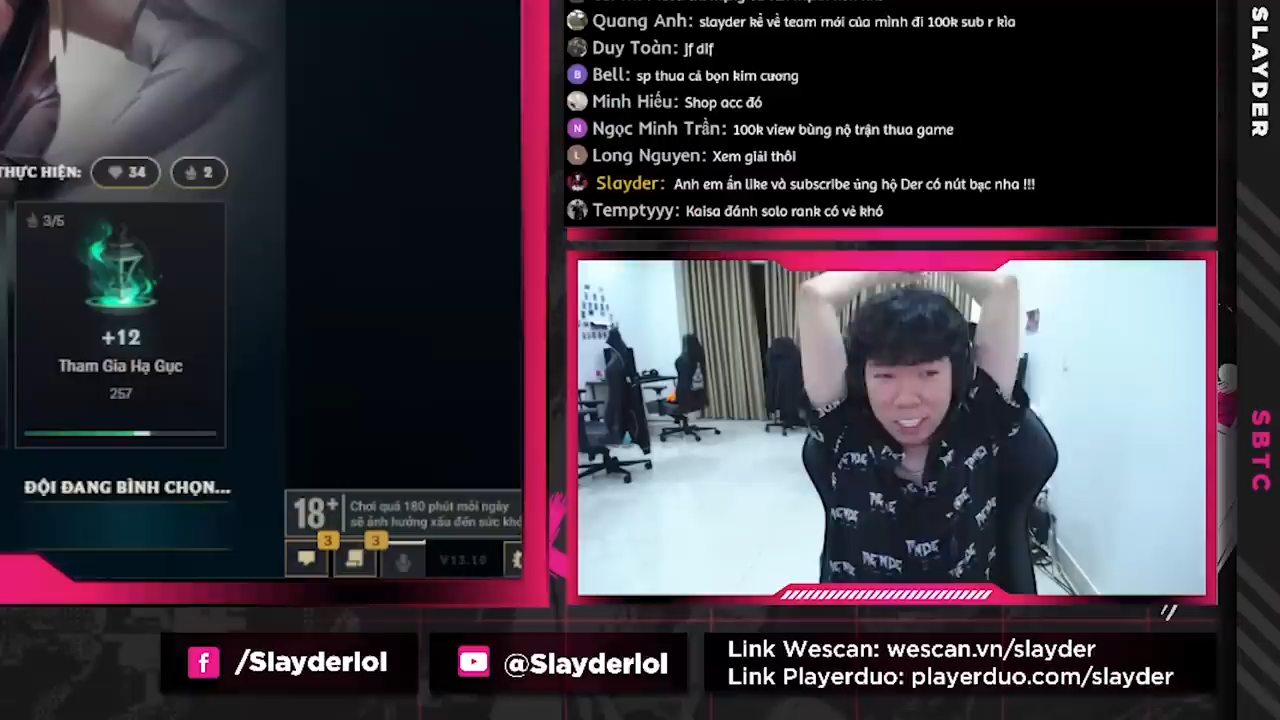 Quang Anh: slayder kể về team mới của mình đi 100k sub r kìa
Duy Toàn: jf dif
B Bell: sp thua cả bọn kim cương
Minh Hiếu: Shop acc đó
N Ngọc Minh Trần: 100k view bùng nộ trận thua game
L Long Nguyen: Xem giải thôi
Slayder: Anh em ấn like và subscribe ủng hộ Der có nút bạc nha !!!
Temptyyy: Kaisa đánh solo rank có vẻ khó
THỰC HIỆN: 34 2
3/5
+12
Tham Gia Hạ Gục
257
ĐỘI ĐANG BÌNH CHỌN...
18+ Chơi quá 180 phút mỗi ngày
sẽ ảnh hưởng xấu đến sức khỏ
3 3
V13.10
SLAYDER
SBTC
f /Slayderlol
@Slayderlol
Link Wescan: wescan.vn/slayder
Link Playerduo: playerduo.com/slayder